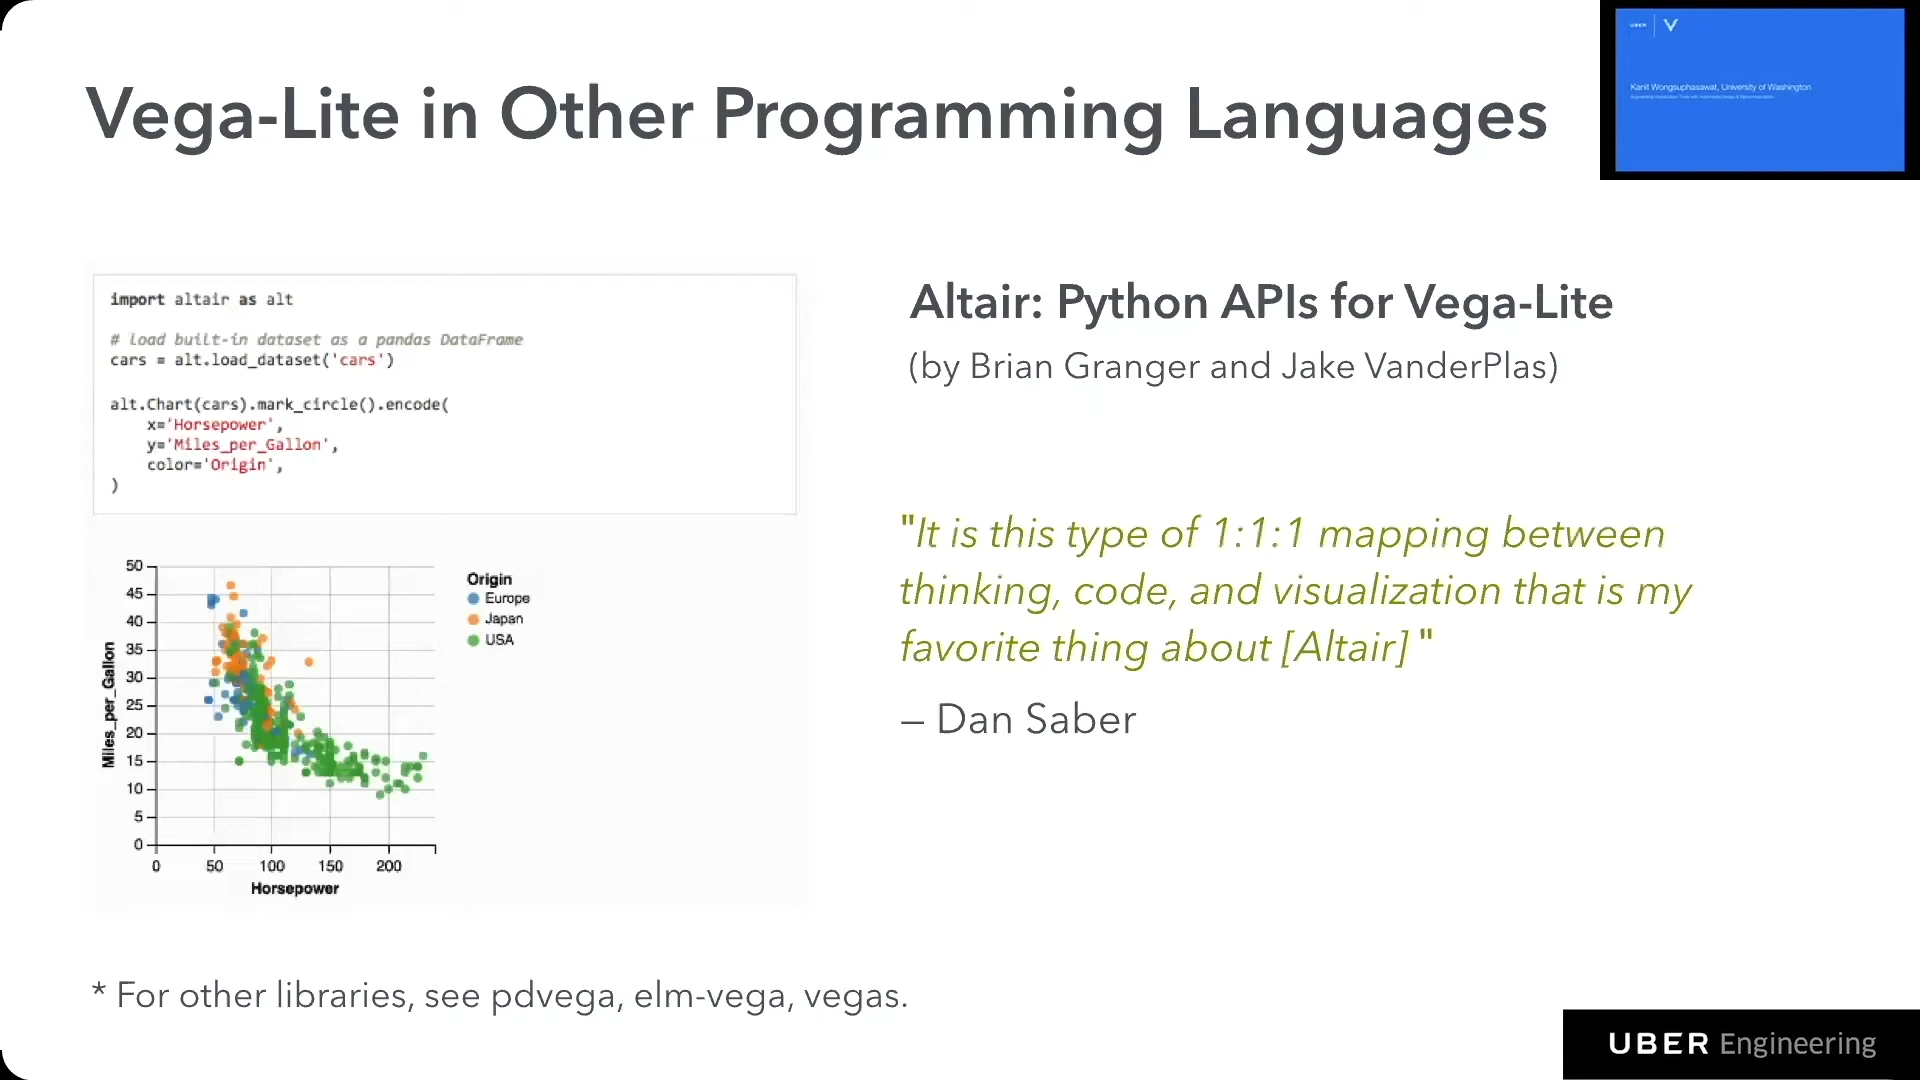 Vega-Lite in Other Programming Languages
UBER
Kanit Wongsuphasawat, University of Washington
import altair as alt
# load built-in dataset as a pandas DataFrame
cars = alt.load_dataset('cars')
alt.Chart(cars).mark_circle().encode(
x='Horsepower',
y='Miles_per_Gallon',
color='Origin',
)
Altair: Python APIs for Vega-Lite
(by Brian Granger and Jake VanderPlas)
"It is this type of 1:1:1 mapping between
thinking, code, and visualization that is my
favorite thing about [Altair] "
– Dan Saber
50
45
40
35
30
25
20
15
10
5
0
Miles_per_Gallon
0 50 100 150 200
Horsepower
Origin
Europe
Japan
USA
* For other libraries, see pdvega, elm-vega, vegas.
UBER Engineering